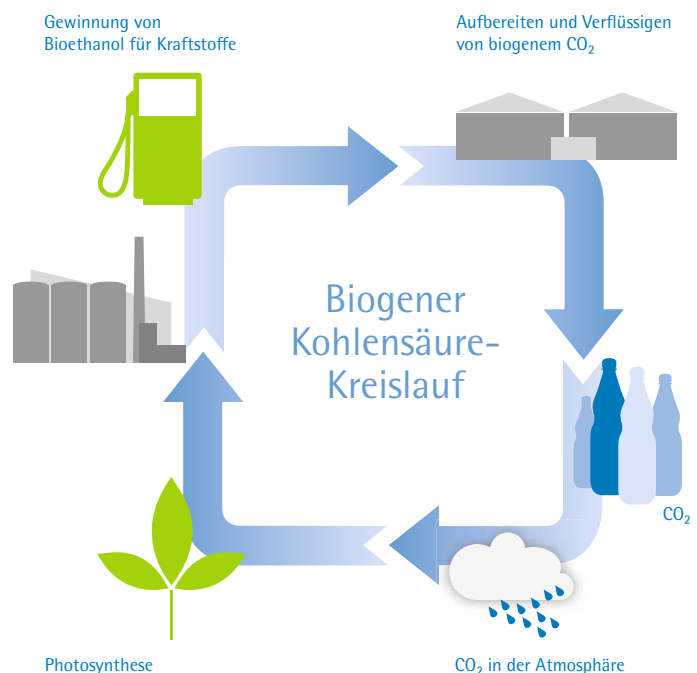 Gewinnung von
Bioethanol für Kraftstoffe
Aufbereiten und Verflüssigen
von biogenem CO₂
Biogener
Kohlensäure-
Kreislauf
CO₂
Photosynthese
CO₂ in der Atmosphäre